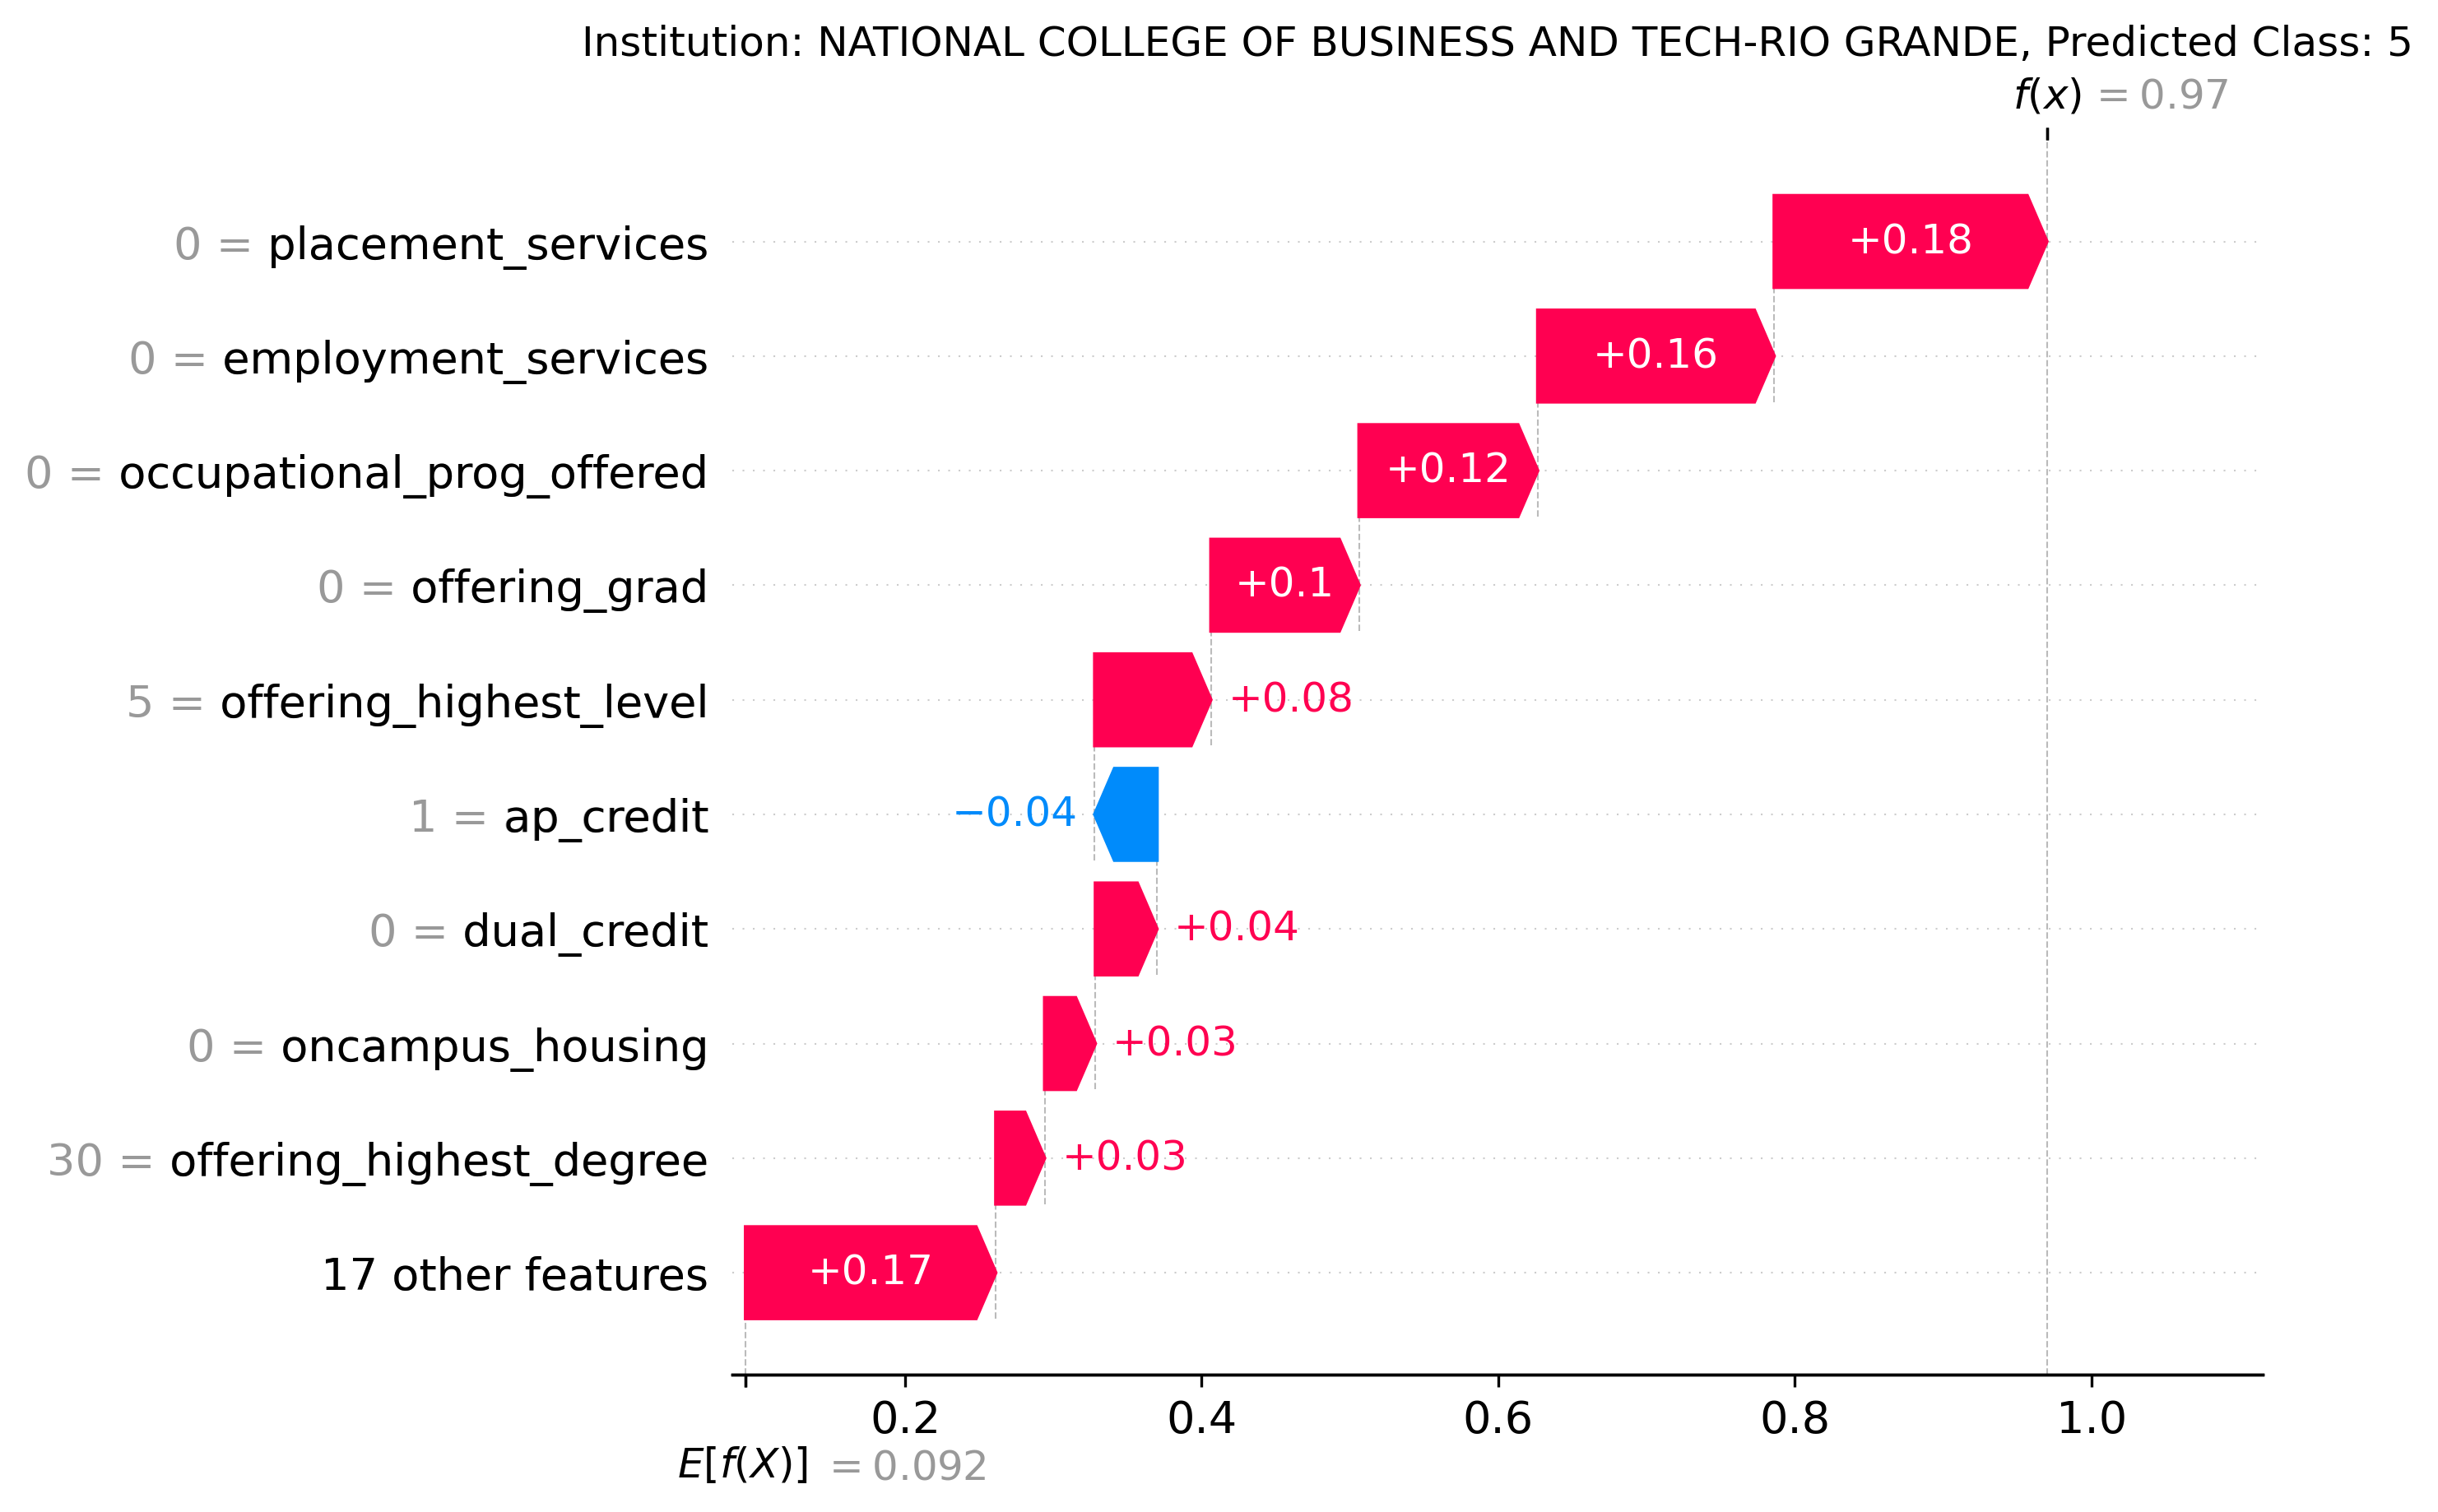 Institution: NATIONAL COLLEGE OF BUSINESS AND TECH-RIO GRANDE, Predicted Class: 5
f(x) = 0.97
0 = placement_services +0.18
0 = employment_services +0.16
0 = occupational_prog_offered +0.12
0 = offering_grad +0.1
5 = offering_highest_level +0.08
1 = ap_credit −0.04
0 = dual_credit +0.04
0 = oncampus_housing +0.03
30 = offering_highest_degree +0.03
17 other features +0.17
0.2 0.4 0.6 0.8 1.0
E[f(X)] = 0.092